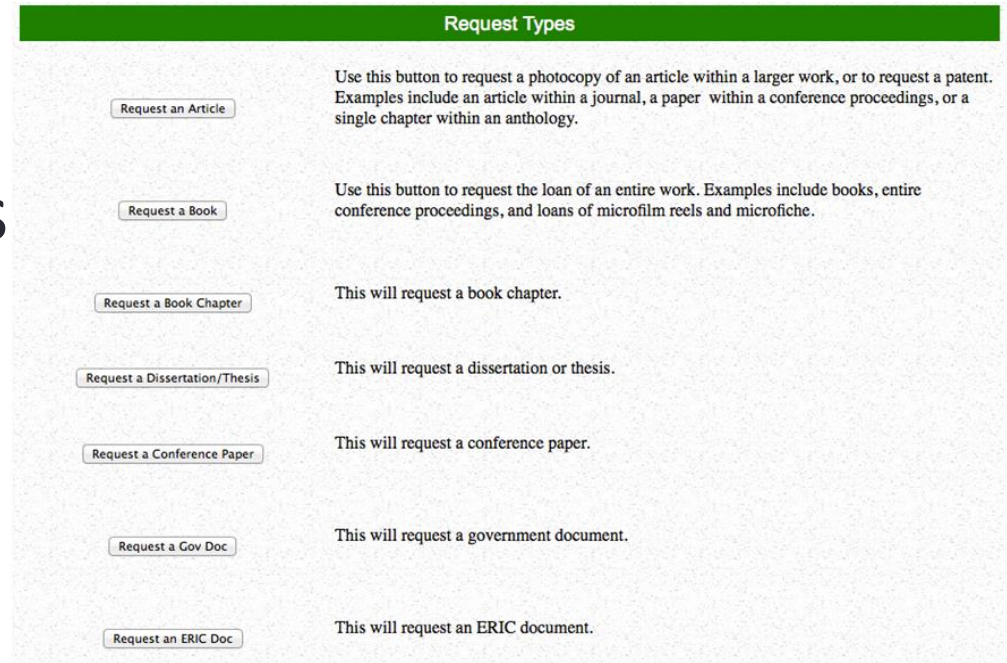 Request Types
Use this button to request a photocopy of an article within a larger work, or to request a patent.
Examples include an article within a journal, a paper within a conference proceedings, or a
single chapter within an anthology.
Request an Article
Use this button to request the loan of an entire work. Examples include books, entire
conference proceedings, and loans of microfilm reels and microfiche.
Request a Book
s
Request a Book Chapter
This will request a book chapter.
Request a Dissertation/Thesis
This will request a dissertation or thesis.
Request a Conference Paper
This will request a conference paper.
Request a Gov Doc
This will request a government document.
Request an ERIC Doc
This will request an ERIC document.